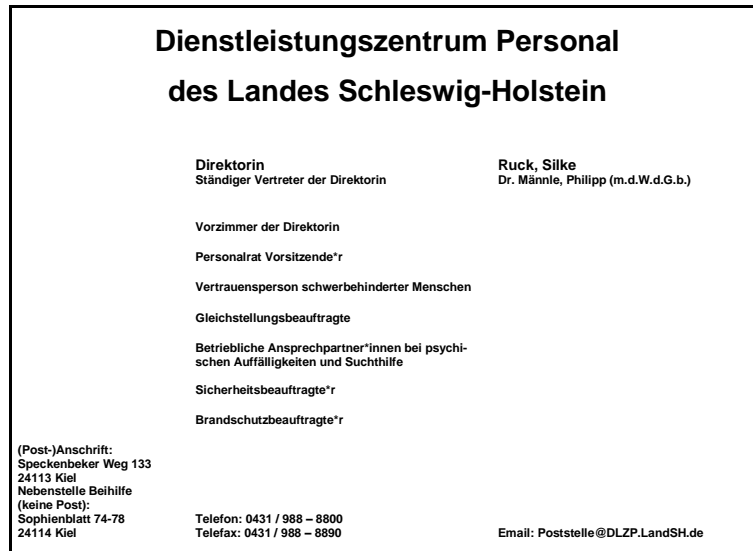 Dienstleistungszentrum Personal
des Landes Schleswig-Holstein
Direktorin Ruck, Silke
Ständiger Vertreter der Direktorin Dr. Männle, Philipp (m.d.W.d.G.b.)
Vorzimmer der Direktorin
Personalrat Vorsitzende*r
Vertrauensperson schwerbehinderter Menschen
Gleichstellungsbeauftragte
Betriebliche Ansprechpartner*innen bei psychi-
schen Auffälligkeiten und Suchthilfe
Sicherheitsbeauftragte*r
Brandschutzbeauftragte*r
(Post-)Anschrift:
Speckenbeker Weg 133
24113 Kiel
Nebenstelle Beihilfe
(keine Post):
Sophienblatt 74-78 Telefon: 0431 / 988 – 8800
24114 Kiel Telefax: 0431 / 988 – 8890 Email: Poststelle@DLZP.LandSH.de